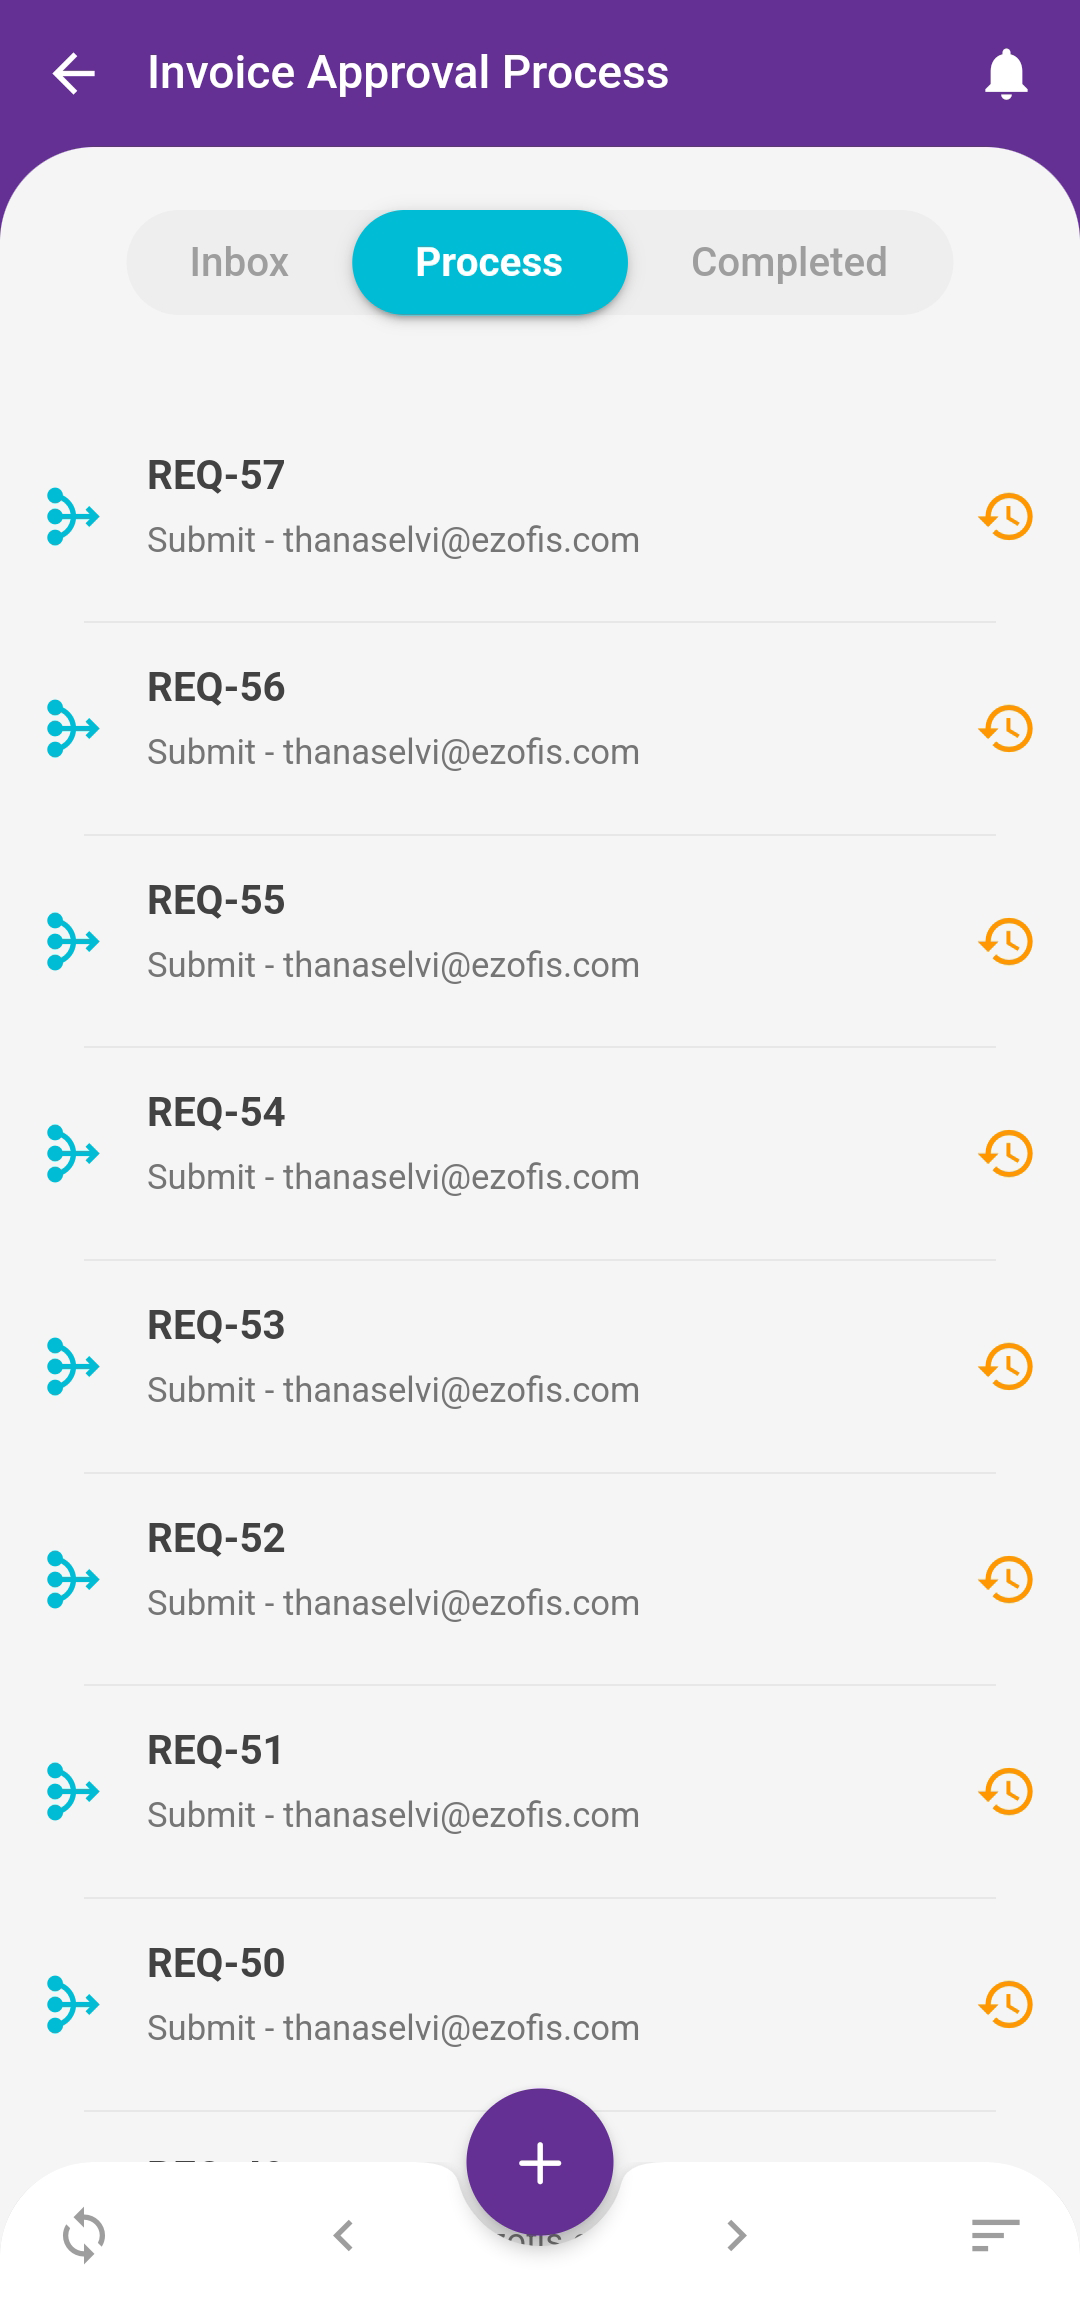 Invoice Approval Process
Inbox
Process
Completed
REQ-57
Submit - thanaselvi@ezofis.com
REQ-56
Submit - thanaselvi@ezofis.com
REQ-55
Submit - thanaselvi@ezofis.com
REQ-54
Submit - thanaselvi@ezofis.com
REQ-53
Submit - thanaselvi@ezofis.com
REQ-52
Submit - thanaselvi@ezofis.com
REQ-51
Submit - thanaselvi@ezofis.com
REQ-50
Submit - thanaselvi@ezofis.com